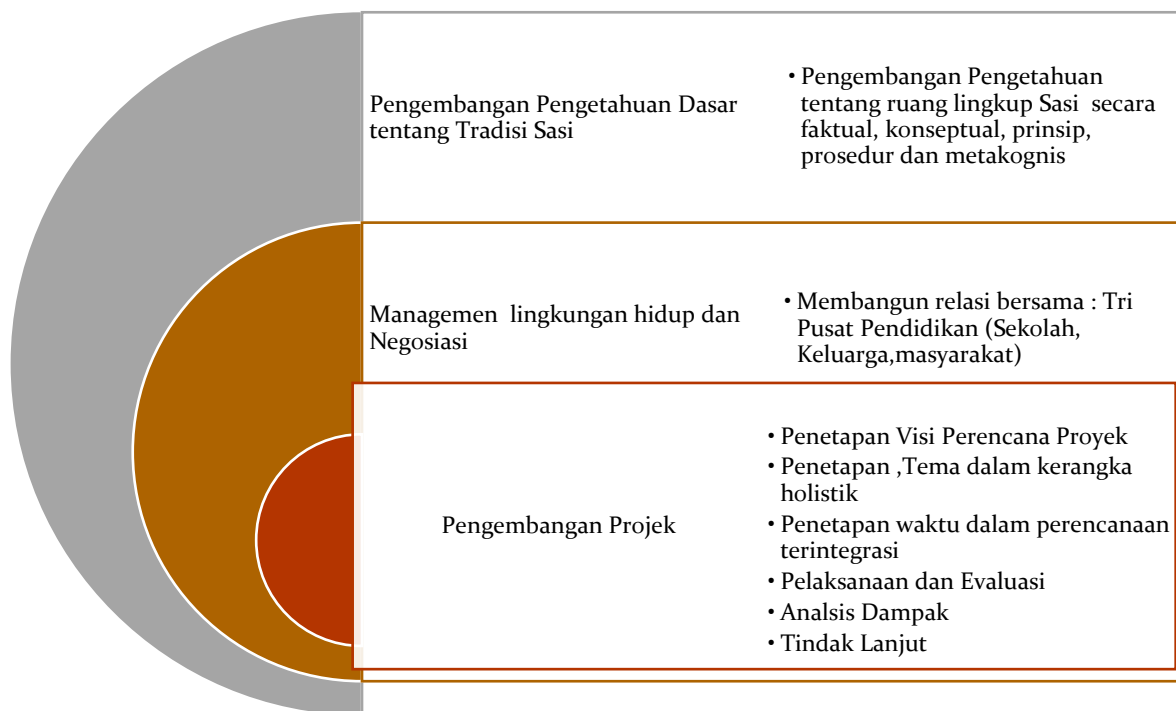 Pengembangan Pengetahuan Dasar
tentang Tradisi Sasi
• Pengembangan Pengetahuan
tentang ruang lingkup Sasi secara
faktual, konseptual, prinsip,
prosedur dan metakognis
Managemen lingkungan hidup dan
Negosiasi
• Membangun relasi bersama : Tri
Pusat Pendidikan (Sekolah,
Keluarga,masyarakat)
Pengembangan Projek
• Penetapan Visi Perencana Proyek
• Penetapan ,Tema dalam kerangka
holistik
• Penetapan waktu dalam perencanaan
terintegrasi
• Pelaksanaan dan Evaluasi
• Analsis Dampak
• Tindak Lanjut